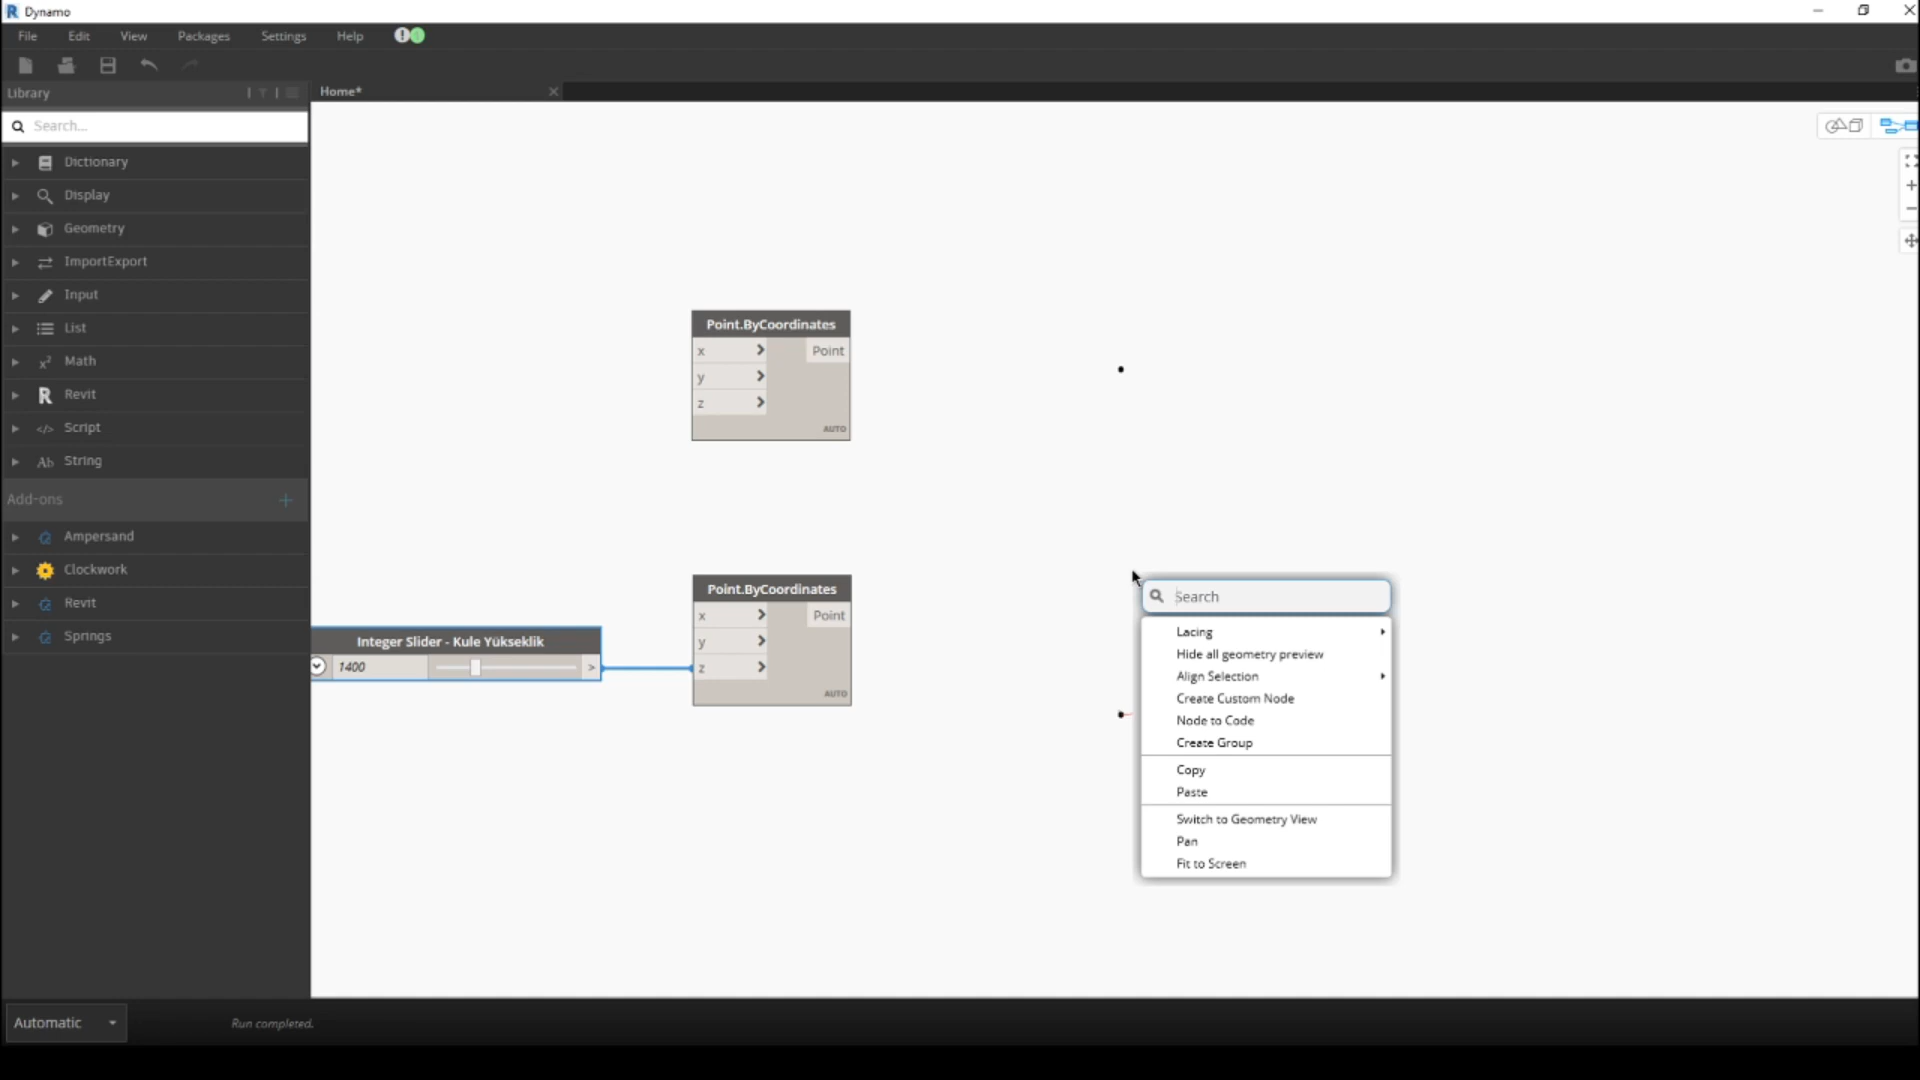 Dynamo
File Edit View Packages Settings Help
Library
Home*
Search...
Dictionary
Display
Geometry
ImportExport
Input
List
Math
Revit
Script
String
Add-ons
Ampersand
Clockwork
Revit
Springs
Point.ByCoordinates
x > Point
y >
z >
AUTO
Point.ByCoordinates
x > Point
y >
z >
AUTO
Integer Slider - Kule Yükseklik
1400 >
Search
Lacing
Hide all geometry preview
Align Selection
Create Custom Node
Node to Code
Create Group
Copy
Paste
Switch to Geometry View
Pan
Fit to Screen
Automatic
Run completed.